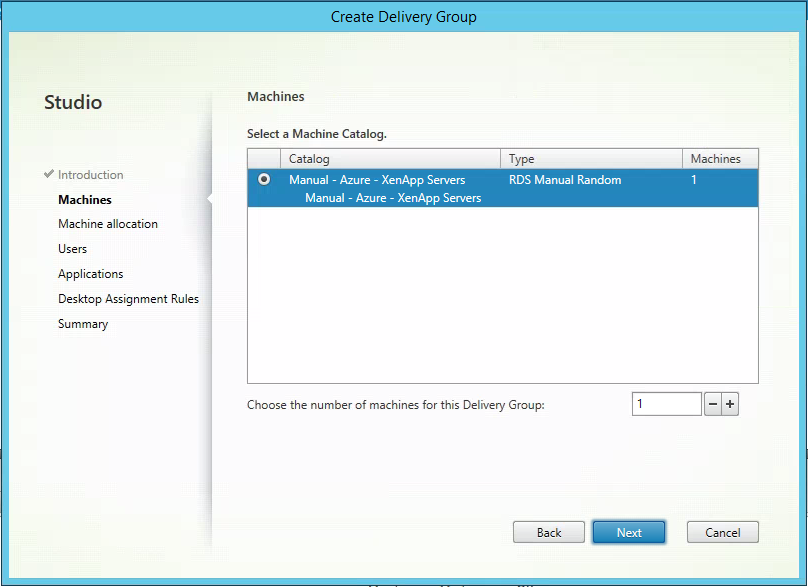 Create Delivery Group
Studio
Introduction
Machines
Machine allocation
Users
Applications
Desktop Assignment Rules
Summary
Machines
Select a Machine Catalog.
Catalog Type Machines
Manual - Azure - XenApp Servers RDS Manual Random 1
Manual - Azure - XenApp Servers
Choose the number of machines for this Delivery Group: 1
Back Next Cancel